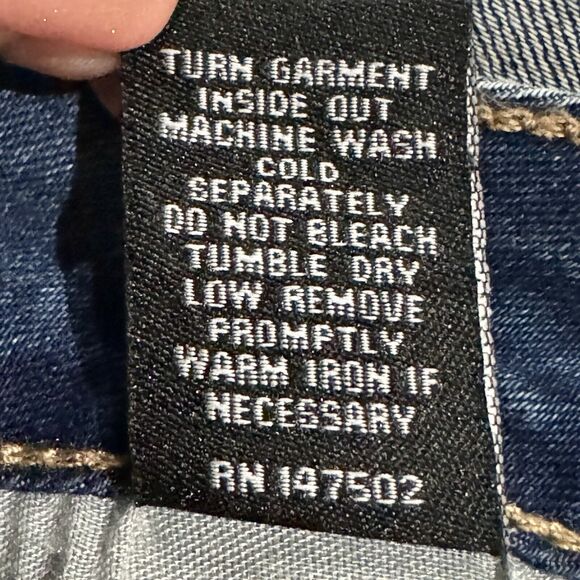 TURN GARMENT
INSIDE OUT
MACHINE WASH
COLD
SEPARATELY
DO NOT BLEACH
TUMBLE DRY
LOW REMOVE
PROMPTLY
WARM IRON IF
NECESSARY
RN 147502